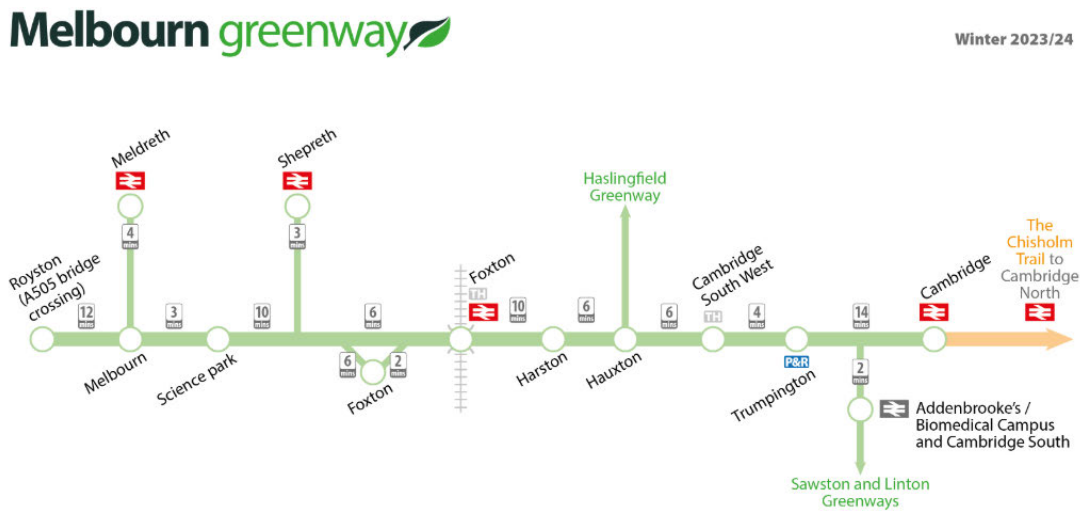 Melbourn greenway
Winter 2023/24
Meldreth
Shepreth
Haslingfield
Greenway
The
Chisholm
Trail to
Cambridge
North
Royston
(A505 bridge
crossing)
Foxton
TH
Cambridge
South West
TH
Cambridge
4
mins
3
mins
12
mins
3
mins
10
mins
6
mins
10
mins
6
mins
6
mins
4
mins
14
mins
Melbourn
Science park
6
mins
2
mins
Foxton
Harston
Hauxton
P&R
Trumpington
2
mins
Addenbrooke's /
Biomedical Campus
and Cambridge South
Sawston and Linton
Greenways